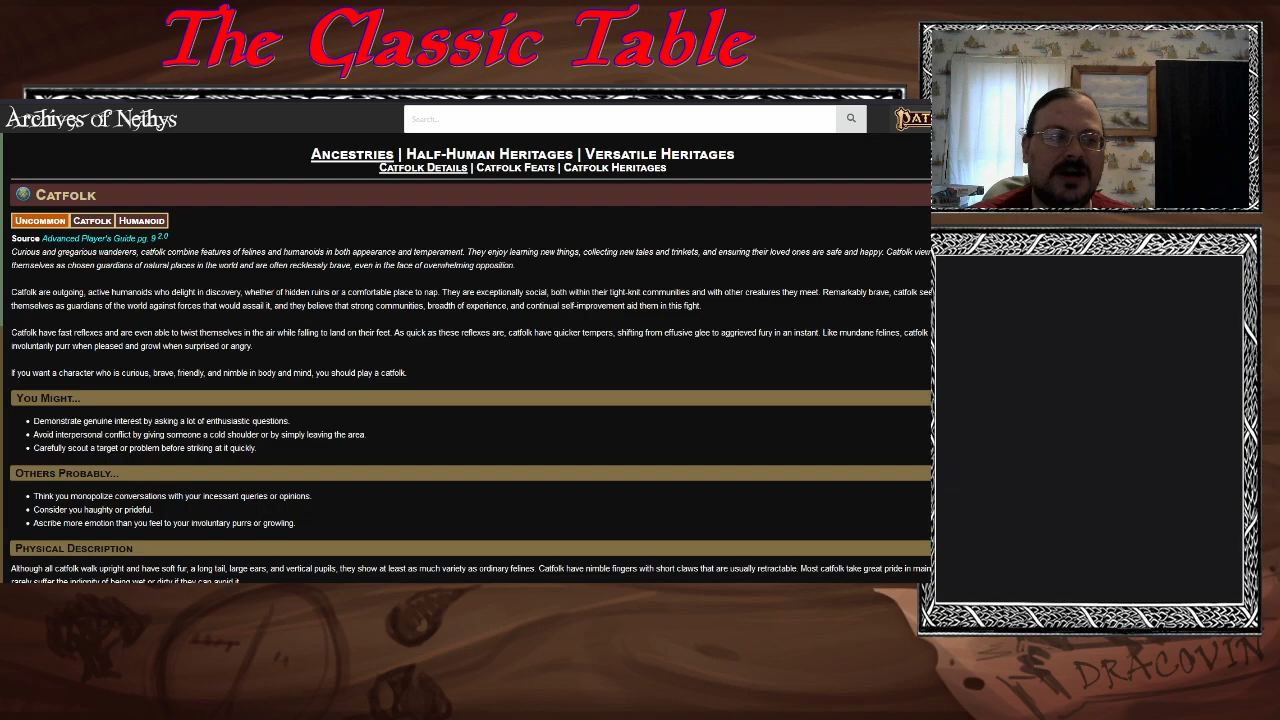 The Classic Table
Archives of Nethys
Search...
Ancestries | Half-Human Heritages | Versatile Heritages
Catfolk Details | Catfolk Feats | Catfolk Heritages
Catfolk
Uncommon Catfolk Humanoid
Source Advanced Player's Guide pg. 9 2.0
Curious and gregarious wanderers, catfolk combine features of felines and humanoids in both appearance and temperament. They enjoy learning new things, collecting new tales and trinkets, and ensuring their loved ones are safe and happy. Catfolk view
themselves as chosen guardians of natural places in the world and are often recklessly brave, even in the face of overwhelming opposition.
Catfolk are outgoing, active humanoids who delight in discovery, whether of hidden ruins or a comfortable place to nap. They are exceptionally social, both within their tight-knit communities and with other creatures they meet. Remarkably brave, catfolk see
themselves as guardians of the world against forces that would assail it, and they believe that strong communities, breadth of experience, and continual self-improvement aid them in this fight.
Catfolk have fast reflexes and are even able to twist themselves in the air while falling to land on their feet. As quick as these reflexes are, catfolk have quicker tempers, shifting from effusive glee to aggrieved fury in an instant. Like mundane felines, catfolk
involuntarily purr when pleased and growl when surprised or angry.
If you want a character who is curious, brave, friendly, and nimble in body and mind, you should play a catfolk.
You Might...
• Demonstrate genuine interest by asking a lot of enthusiastic questions.
• Avoid interpersonal conflict by giving someone a cold shoulder or by simply leaving the area.
• Carefully scout a target or problem before striking at it quickly.
Others Probably...
• Think you monopolize conversations with your incessant queries or opinions.
• Consider you haughty or prideful.
• Ascribe more emotion than you feel to your involuntary purrs or growling.
Physical Description
Although all catfolk walk upright and have soft fur, a long tail, large ears, and vertical pupils, they show at least as much variety as ordinary felines. Catfolk have nimble fingers with short claws that are usually retractable. Most catfolk take great pride in main
rarely suffer the indignity of being wet or dirty if they can avoid it.
DRACOVIN